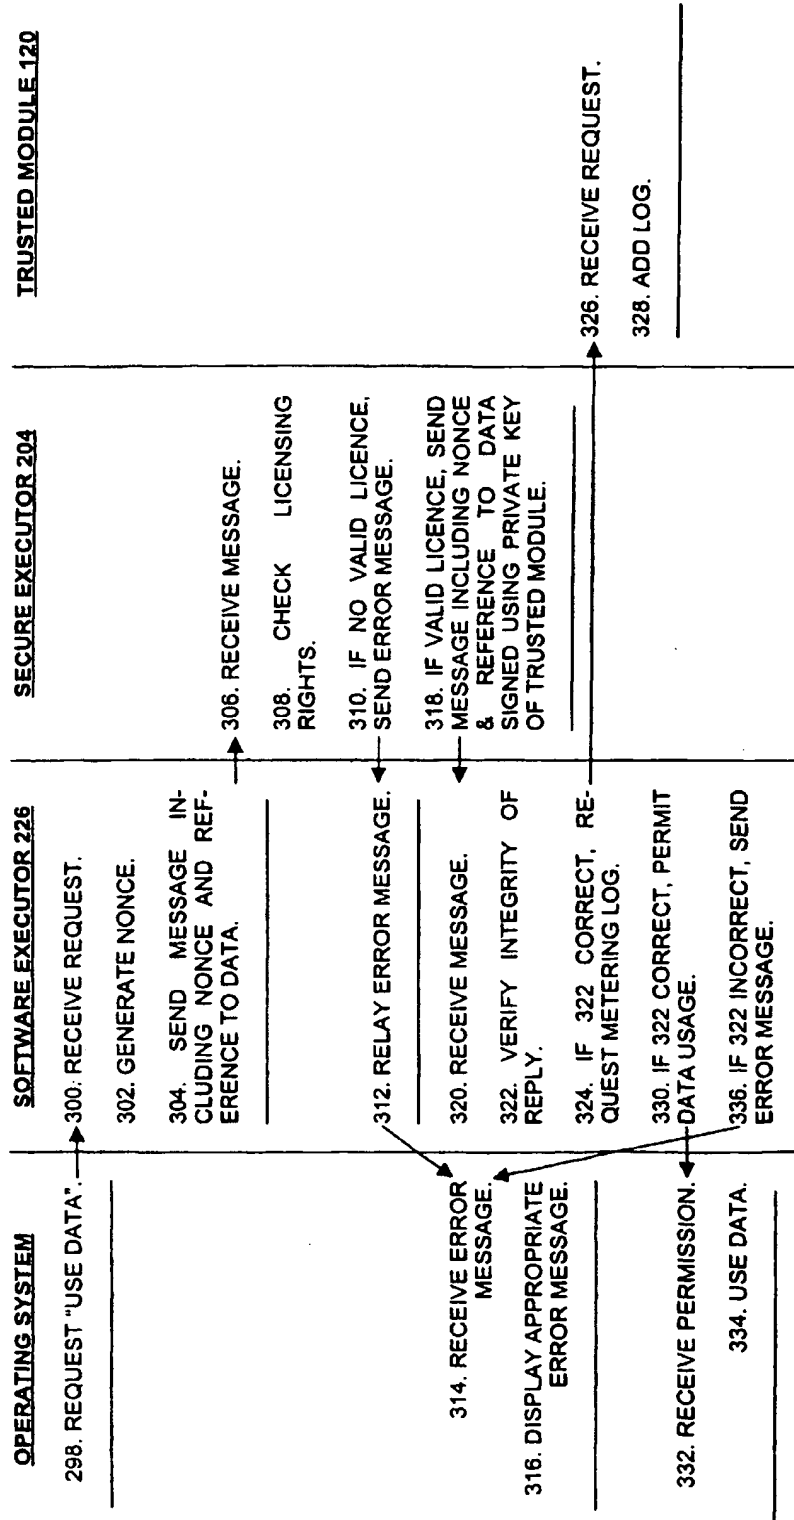 OPERATING SYSTEM
298. REQUEST "USE DATA".
314. RECEIVE ERROR
MESSAGE.
316. DISPLAY APPROPRIATE
ERROR MESSAGE.
332. RECEIVE PERMISSION.
334. USE DATA.
SOFTWARE EXECUTOR 226
300. RECEIVE REQUEST.
302. GENERATE NONCE.
304. SEND MESSAGE IN-
CLUDING NONCE AND REF-
ERENCE TO DATA.
312. RELAY ERROR MESSAGE.
320. RECEIVE MESSAGE.
322. VERIFY INTEGRITY OF
REPLY.
324. IF 322 CORRECT, RE-
QUEST METERING LOG.
330. IF 322 CORRECT, PERMIT
DATA USAGE.
336. IF 322 INCORRECT, SEND
ERROR MESSAGE.
SECURE EXECUTOR 204
306. RECEIVE MESSAGE.
308. CHECK LICENSING
RIGHTS.
310. IF NO VALID LICENCE,
SEND ERROR MESSAGE.
318. IF VALID LICENCE, SEND
MESSAGE INCLUDING NONCE
& REFERENCE TO DATA
SIGNED USING PRIVATE KEY
OF TRUSTED MODULE.
TRUSTED MODULE 120
326. RECEIVE REQUEST.
328. ADD LOG.